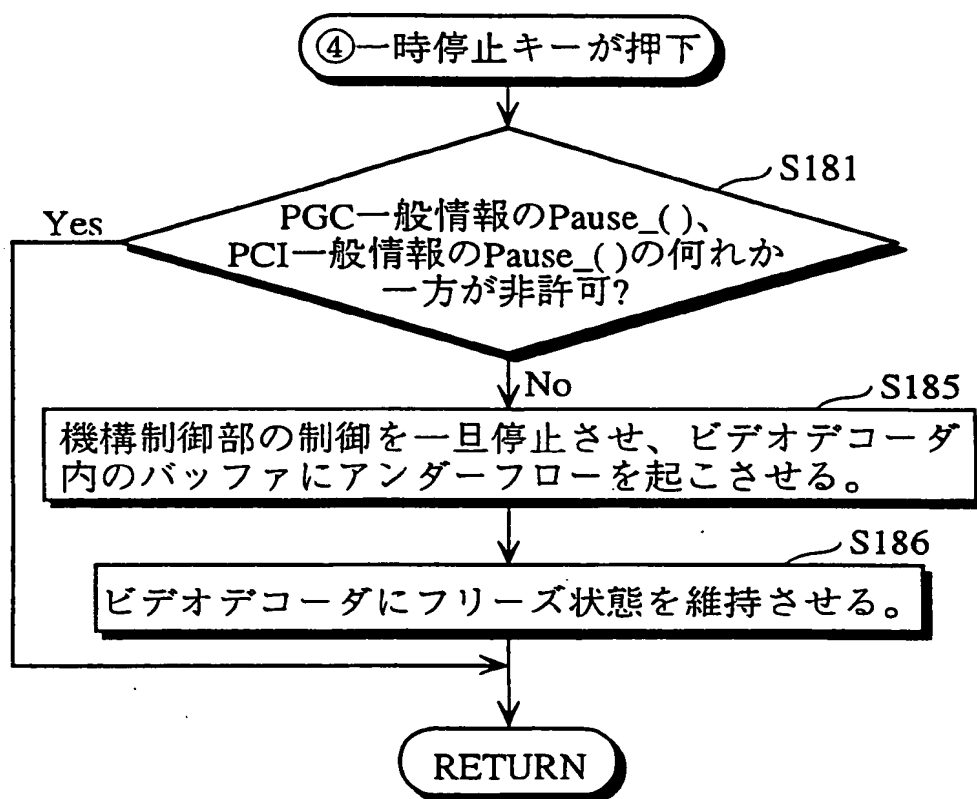 ④一時停止キーが押下
S181
Yes
PGC一般情報のPause_( )、
PCI一般情報のPause_( )の何れか
一方が非許可?
No
S185
機構制御部の制御を一旦停止させ、ビデオデコーダ
内のバッファにアンダーフローを起こさせる。
S186
ビデオデコーダにフリーズ状態を維持させる。
RETURN